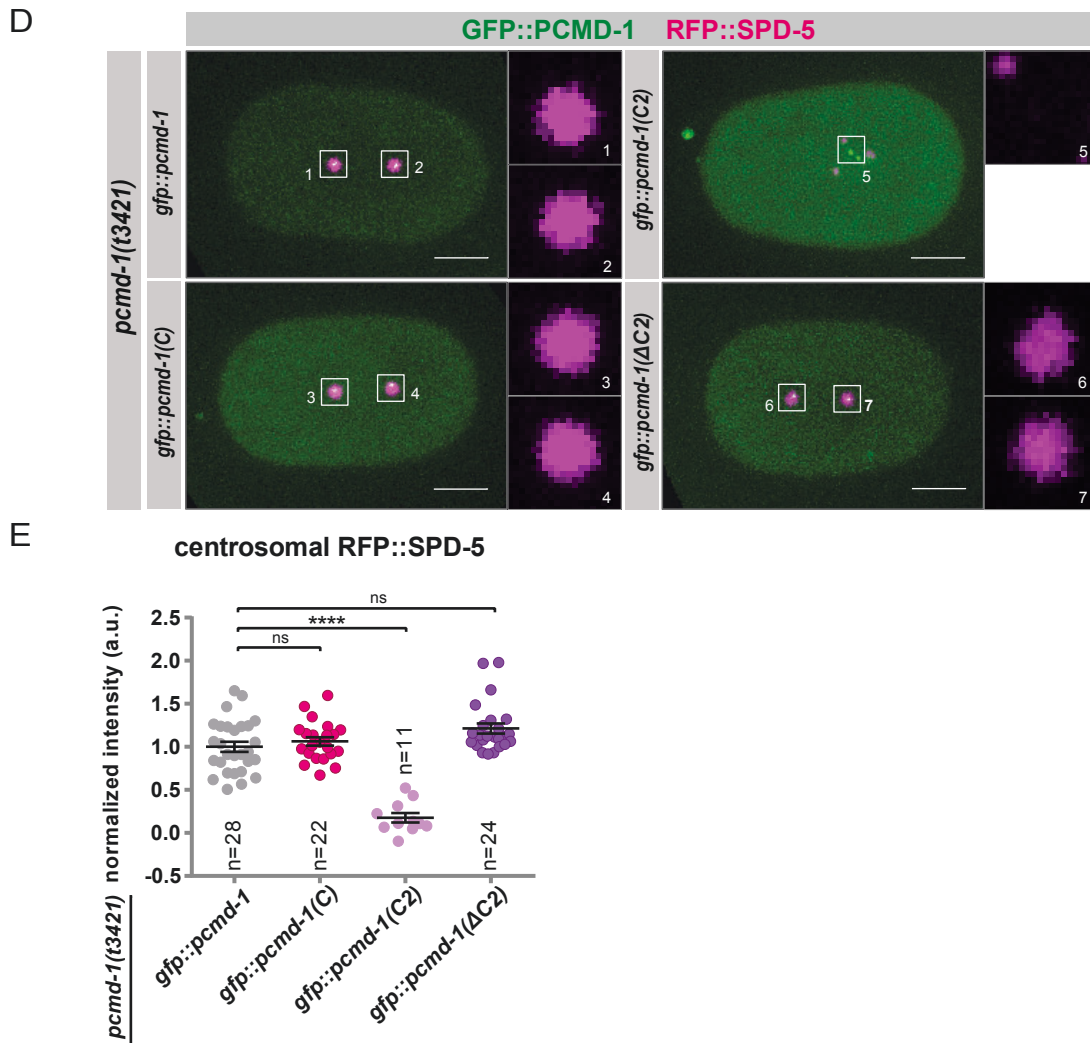 D
GFP::PCMD-1 RFP::SPD-5
pcmd-1(t3421)
gfp::pcmd-1
1
2
1
2
gfp::pcmd-1(C2)
5
5
gfp::pcmd-1(C)
3
4
3
4
gfp::pcmd-1(ΔC2)
6
7
6
7
E
centrosomal RFP::SPD-5
normalized intensity (a.u.)
2.5
2.0
1.5
1.0
0.5
0.0
-0.5
ns
****
ns
n=28
n=22
n=11
n=24
pcmd-1(t3421)
gfp::pcmd-1
gfp::pcmd-1(C)
gfp::pcmd-1(C2)
gfp::pcmd-1(ΔC2)